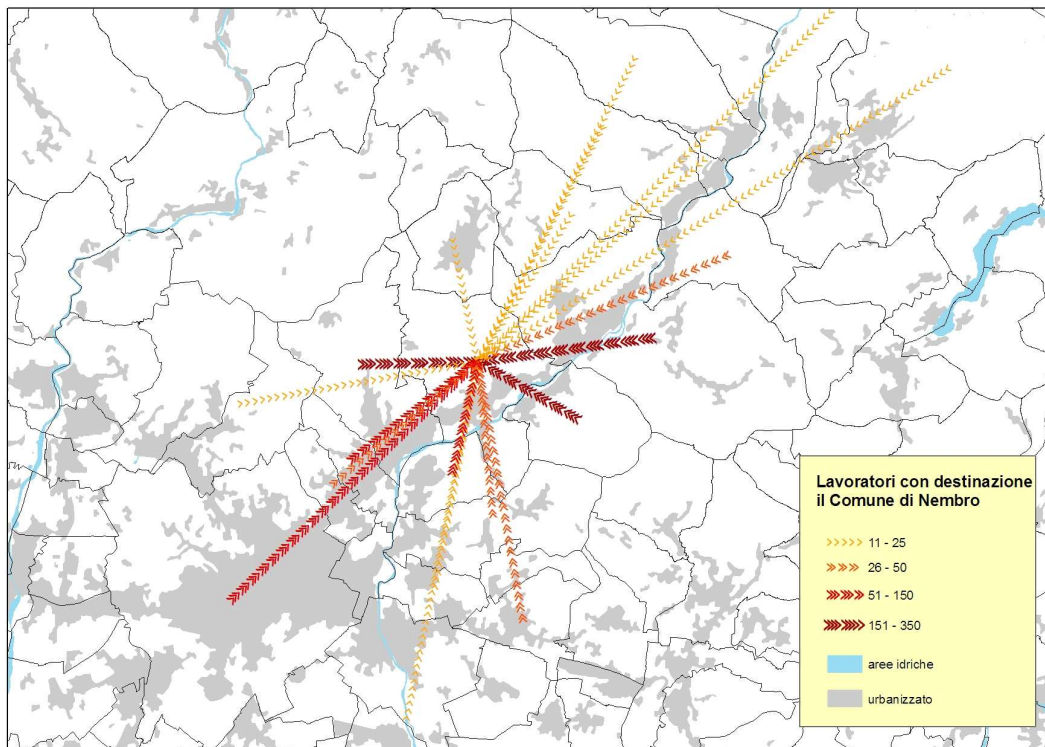 Lavoratori con destinazione
il Comune di Nembro
11 - 25
26 - 50
51 - 150
151 - 350
aree idriche
urbanizzato